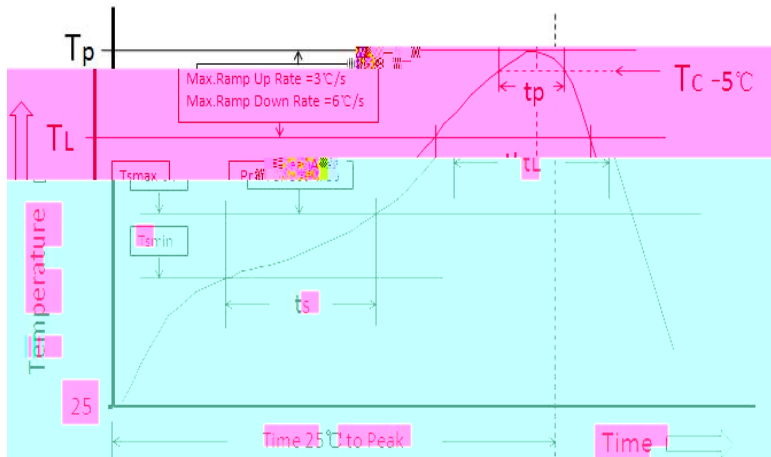 Tp
Max.Ramp Up Rate =3℃/s
Max.Ramp Down Rate =6℃/s
TC -5℃
tp
TL
Tsmax
tL
Tsmin
ts
Temperature
25
Time 25℃ to Peak
Time